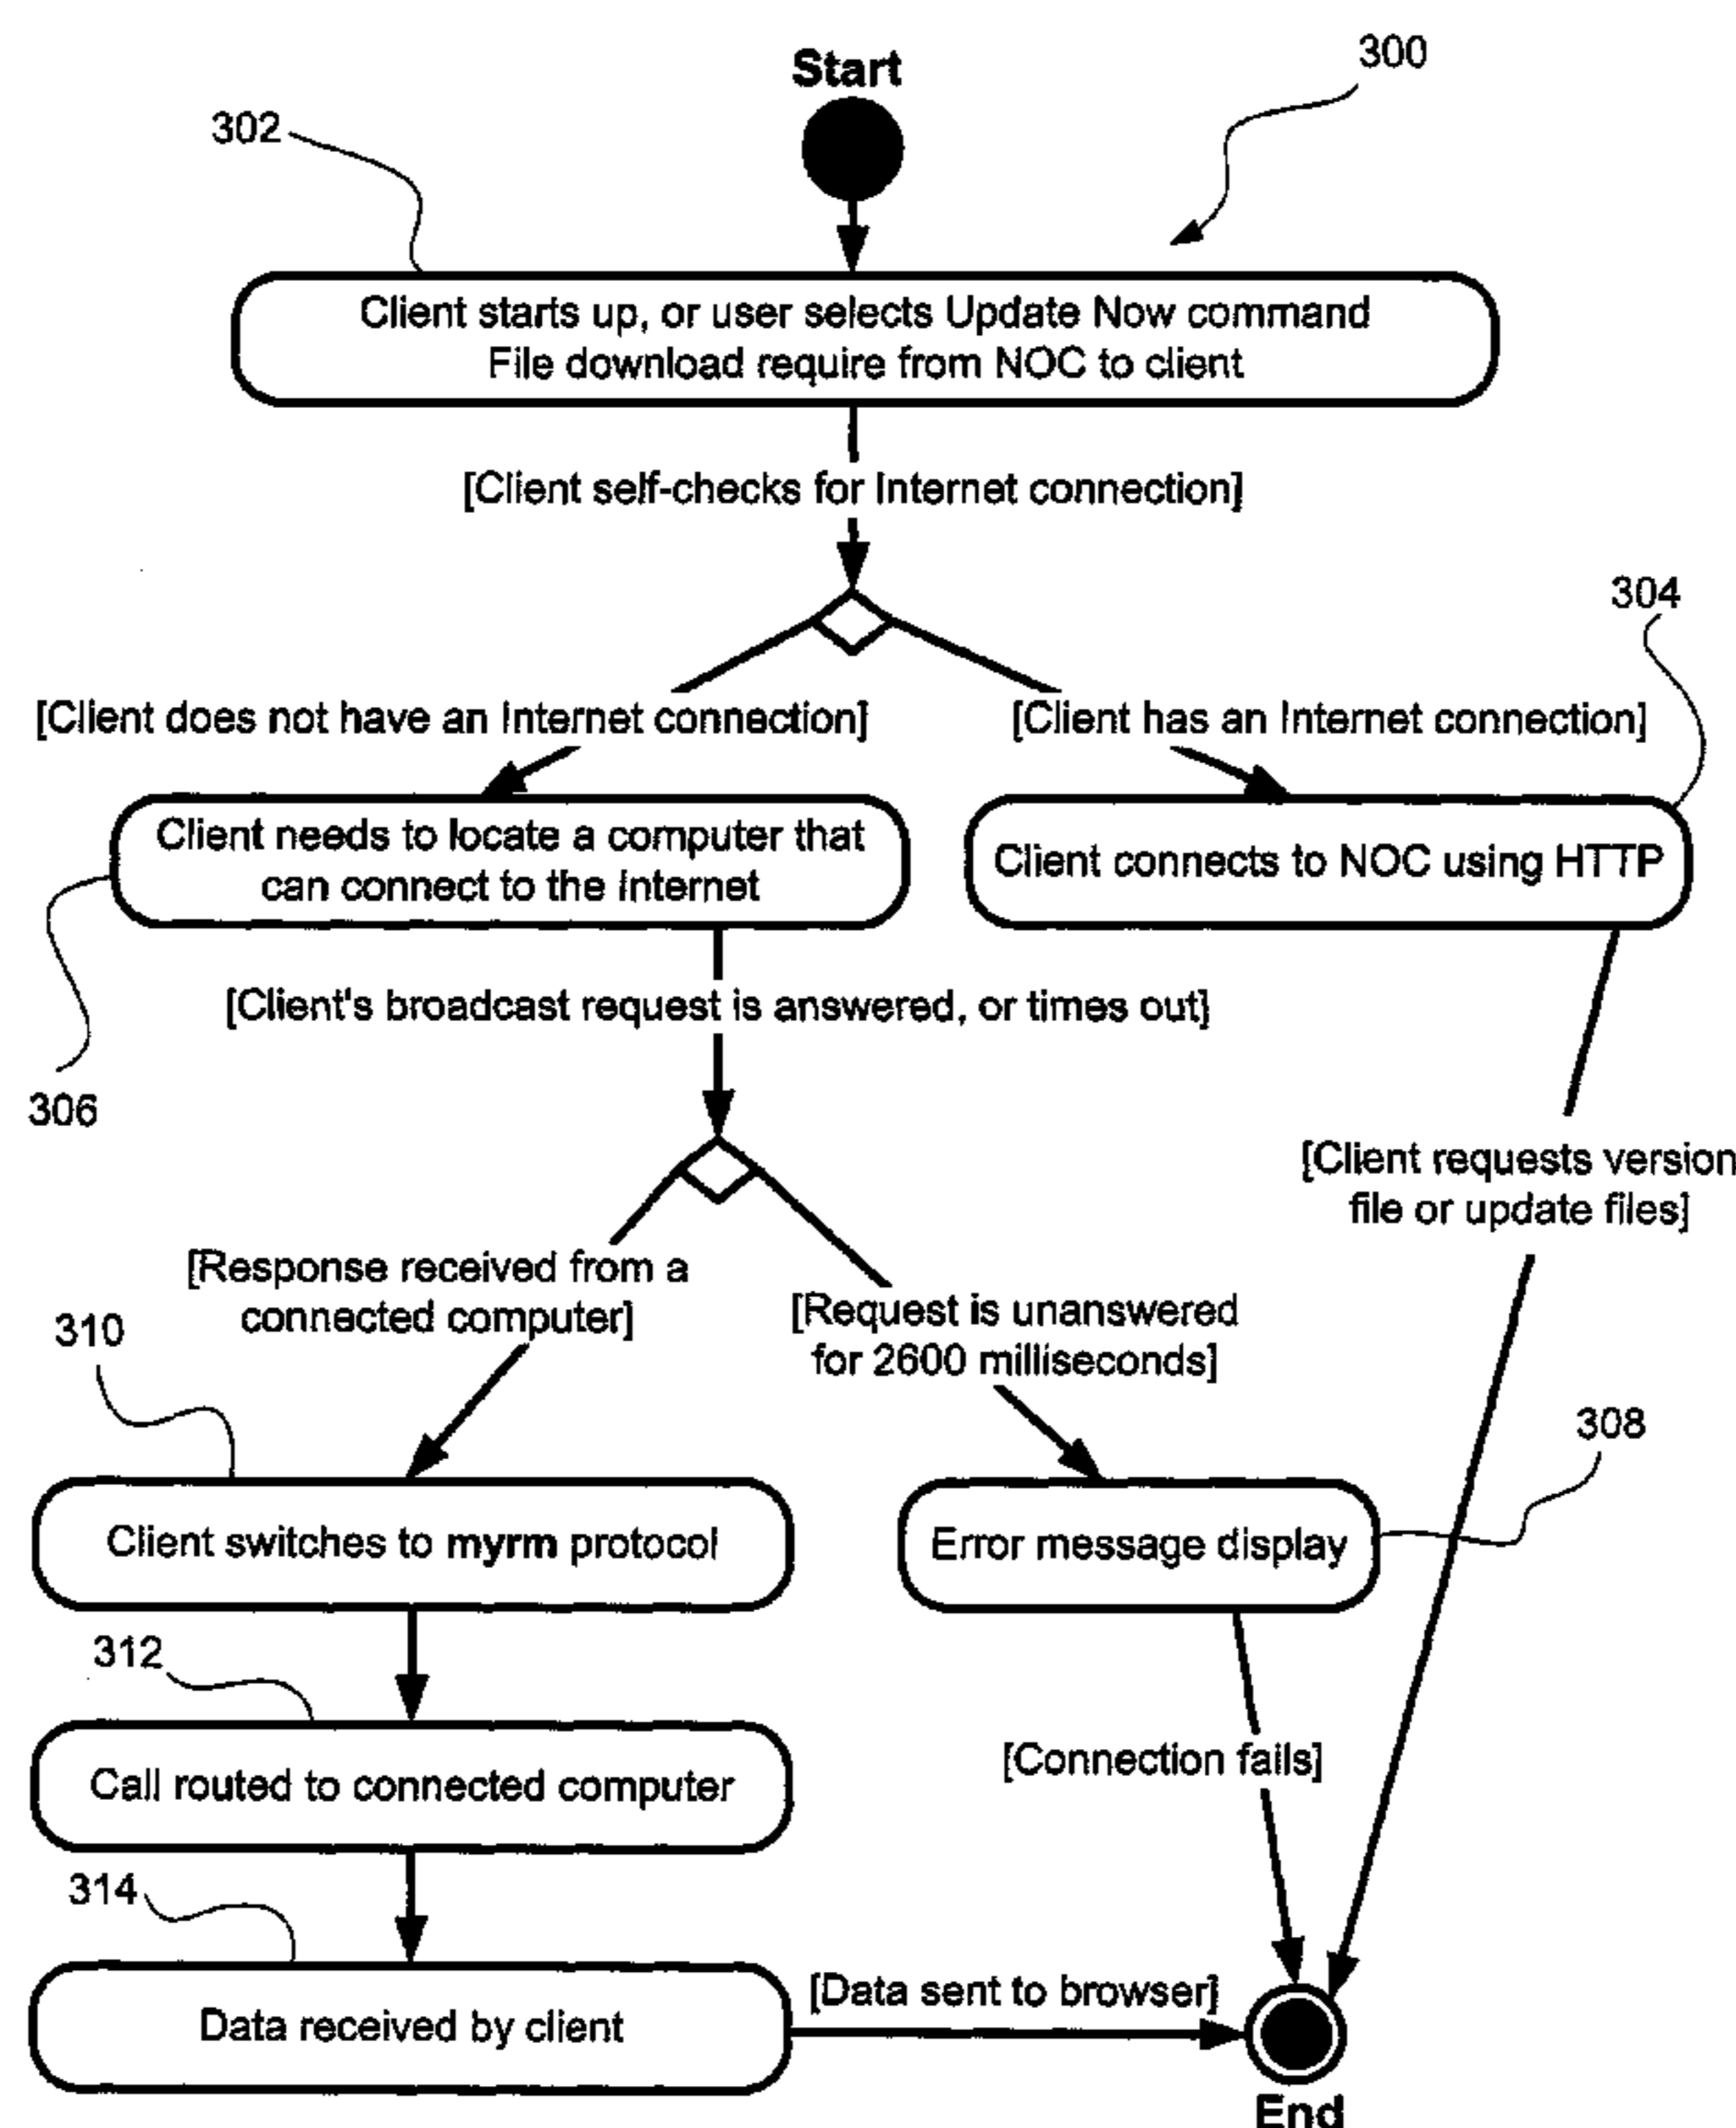 Start
300
302
Client starts up, or user selects Update Now command
File download require from NOC to client
[Client self-checks for Internet connection]
304
[Client does not have an Internet connection]
[Client has an Internet connection]
Client needs to locate a computer that
can connect to the Internet
Client connects to NOC using HTTP
[Client's broadcast request is answered, or times out]
306
[Client requests version
file or update files]
[Response received from a
connected computer]
[Request is unanswered
for 2600 milliseconds]
310
308
Client switches to myrm protocol
Error message display
312
[Connection fails]
Call routed to connected computer
314
[Data sent to browser]
Data received by client
End